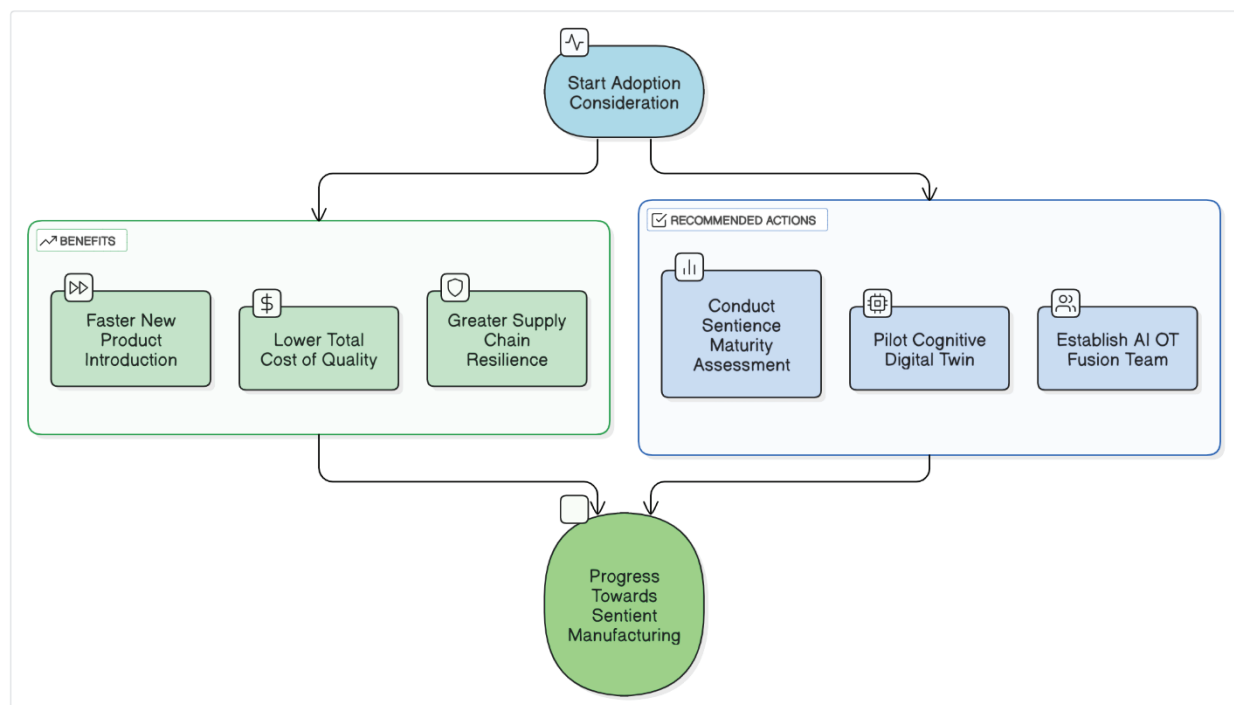 Start Adoption
Consideration
BENEFITS
Faster New
Product
Introduction
Lower Total
Cost of Quality
Greater Supply
Chain
Resilience
RECOMMENDED ACTIONS
Conduct
Sentience
Maturity
Assessment
Pilot Cognitive
Digital Twin
Establish AI OT
Fusion Team
Progress
Towards
Sentient
Manufacturing